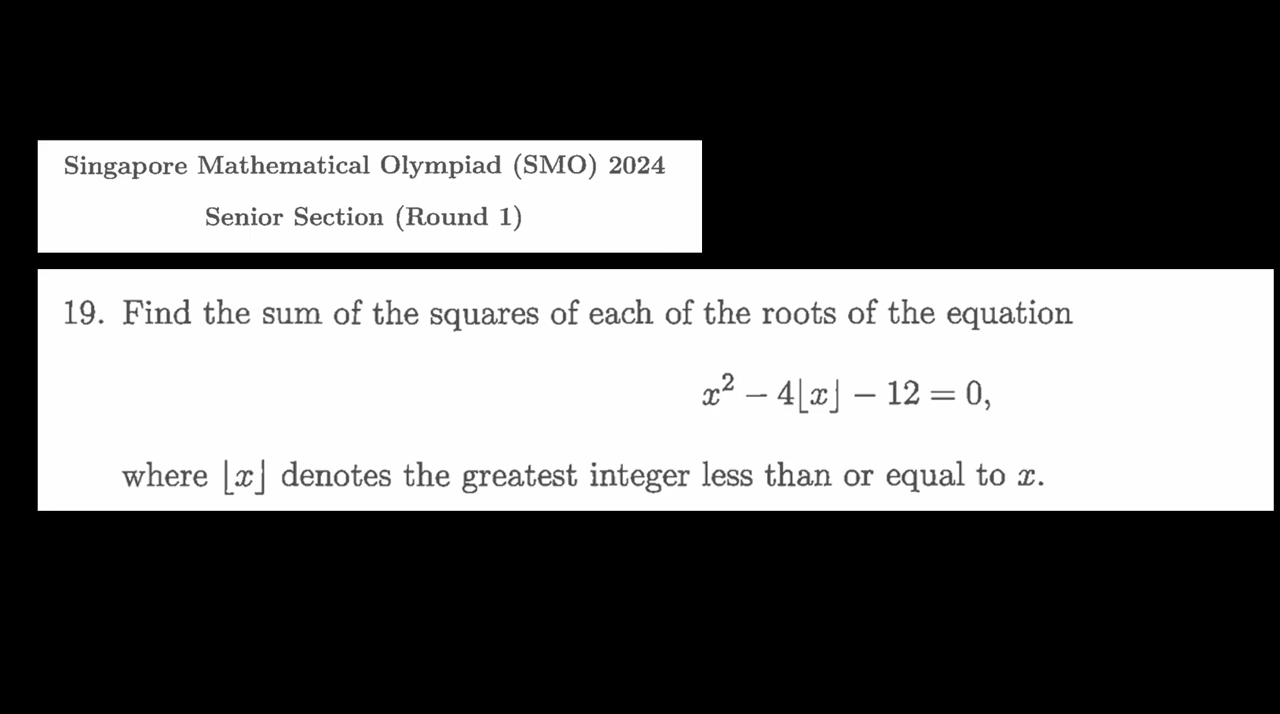 Singapore Mathematical Olympiad (SMO) 2024
Senior Section (Round 1)
19. Find the sum of the squares of each of the roots of the equation
x² − 4⌊x⌋ − 12 = 0,
where ⌊x⌋ denotes the greatest integer less than or equal to x.